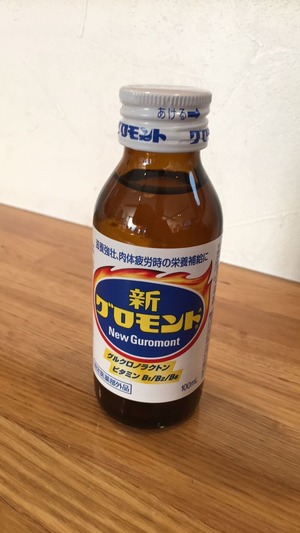 あける→
グロモント
滋養強壮、肉体疲労時の栄養補給に
新
グロモント
New Guromont
グルクロノラクトン
ビタミン B1/B2/B6
指定医薬部外品
100mL